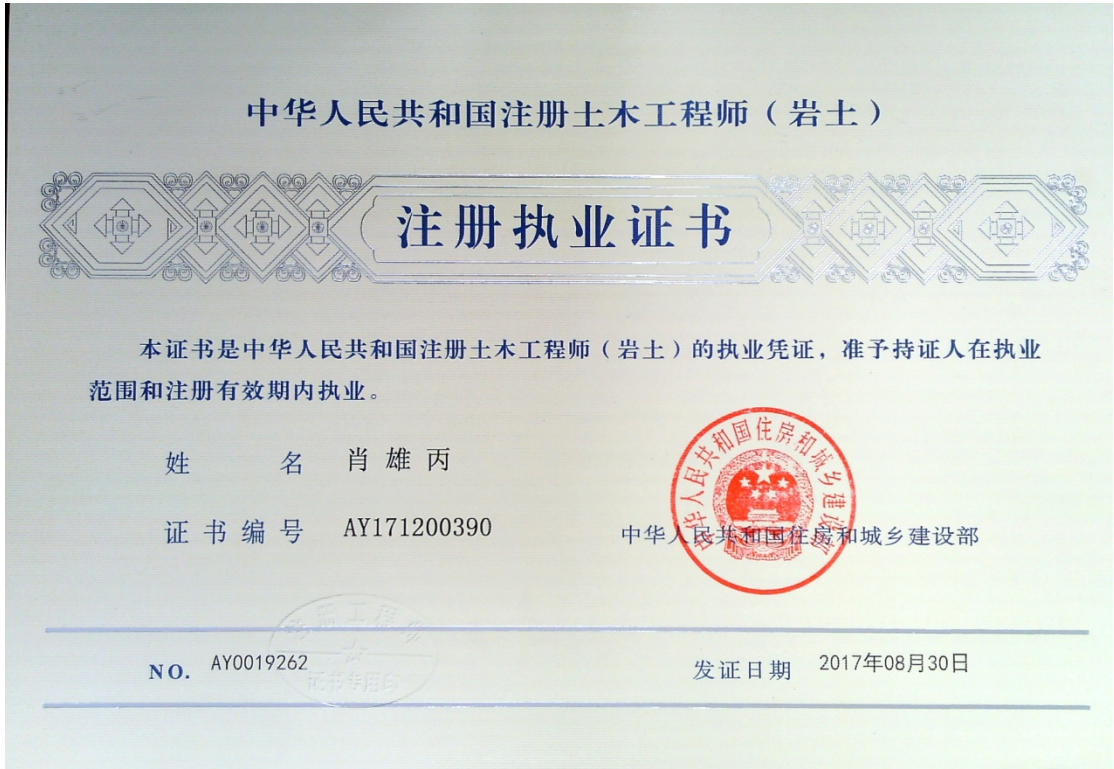 中华人民共和国注册土木工程师（岩土）
注册执业证书
本证书是中华人民共和国注册土木工程师（岩土）的执业凭证，准予持证人在执业
范围和注册有效期内执业。
姓 名 肖雄丙
证书编号 AY171200390
中华人民共和国住房和城乡建设部
中华人民共和国住房和城乡建设部
NO. AY0019262
证书专用章
发证日期 2017年08月30日